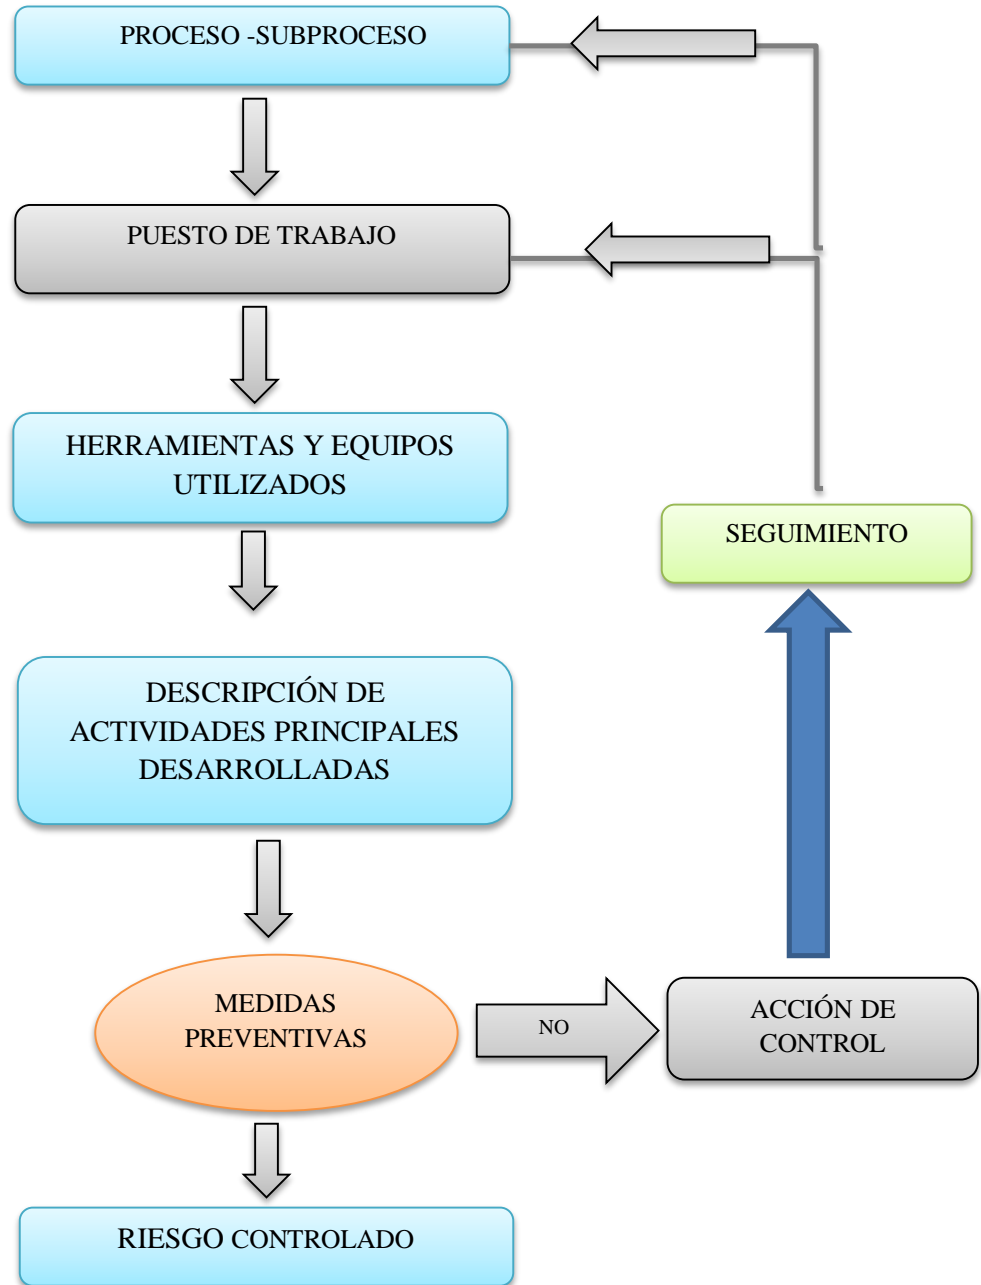 PROCESO -SUBPROCESO
PUESTO DE TRABAJO
HERRAMIENTAS Y EQUIPOS
UTILIZADOS
SEGUIMIENTO
DESCRIPCIÓN DE
ACTIVIDADES PRINCIPALES
DESARROLLADAS
MEDIDAS
PREVENTIVAS
NO
ACCIÓN DE
CONTROL
RIESGO CONTROLADO